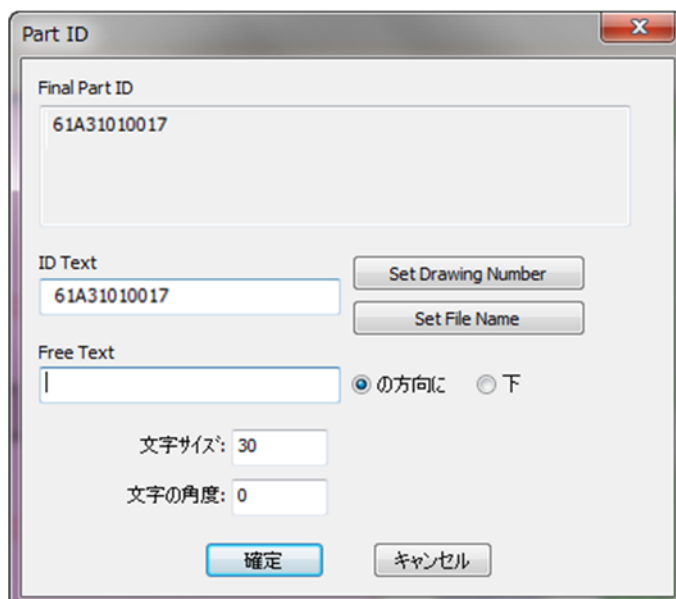 Part ID
Final Part ID
61A31010017
ID Text
61A31010017
Set Drawing Number
Set File Name
Free Text
の方向に 下
文字サイズ: 30
文字の角度: 0
確定 キャンセル